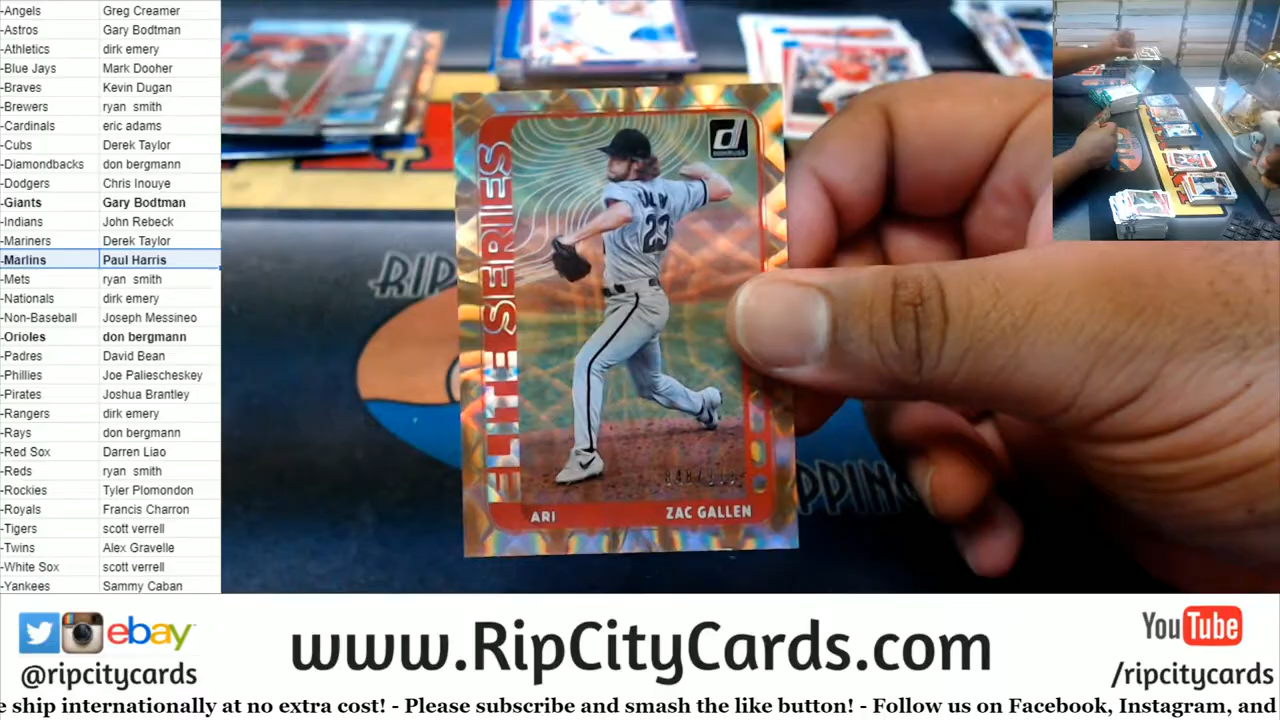 -Angels Greg Creamer
-Astros Gary Bodtman
-Athletics dirk emery
-Blue Jays Mark Dooher
-Braves Kevin Dugan
-Brewers ryan smith
-Cardinals eric adams
-Cubs Derek Taylor
-Diamondbacks don bergmann
-Dodgers Chris Inouye
-Giants Gary Bodtman
-Indians John Rebeck
-Mariners Derek Taylor
-Marlins Paul Harris
-Mets ryan smith
-Nationals dirk emery
-Non-Baseball Joseph Messineo
-Orioles don bergmann
-Padres David Bean
-Phillies Joe Paliescheskey
-Pirates Joshua Brantley
-Rangers dirk emery
-Rays don bergmann
-Red Sox Darren Liao
-Reds ryan smith
-Rockies Tyler Plomondon
-Royals Francis Charron
-Tigers scott verrell
-Twins Alex Gravelle
-White Sox scott verrell
-Yankees Sammy Caban
ELITE SERIES
23
ARI ZAC GALLEN
RIP
PPING
ebay
@ripcitycards
www.RipCityCards.com
YouTube
/ripcitycards
e ship internationally at no extra cost! - Please subscribe and smash the like button! - Follow us on Facebook, Instagram, and